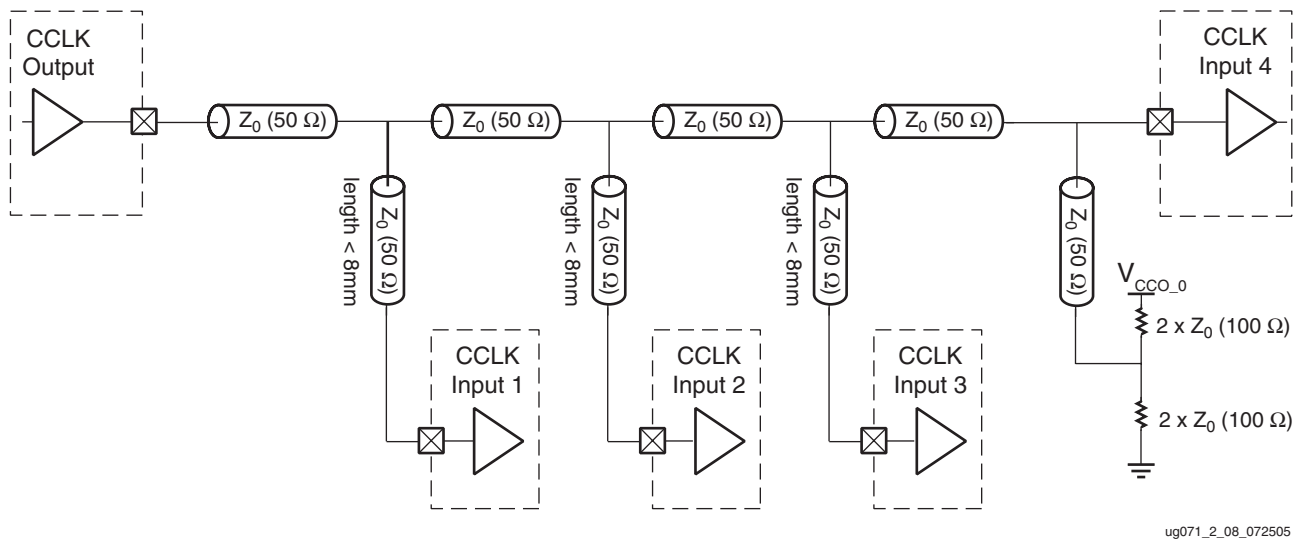 CCLK
Output
CCLK
Input 4
Z0 (50 Ω)
Z0 (50 Ω)
Z0 (50 Ω)
Z0 (50 Ω)
Z0 (50 Ω)
length < 8mm
Z0 (50 Ω)
length < 8mm
Z0 (50 Ω)
length < 8mm
Z0 (50 Ω)
VCCO_0
2 x Z0 (100 Ω)
2 x Z0 (100 Ω)
CCLK
Input 1
CCLK
Input 2
CCLK
Input 3
ug071_2_08_072505